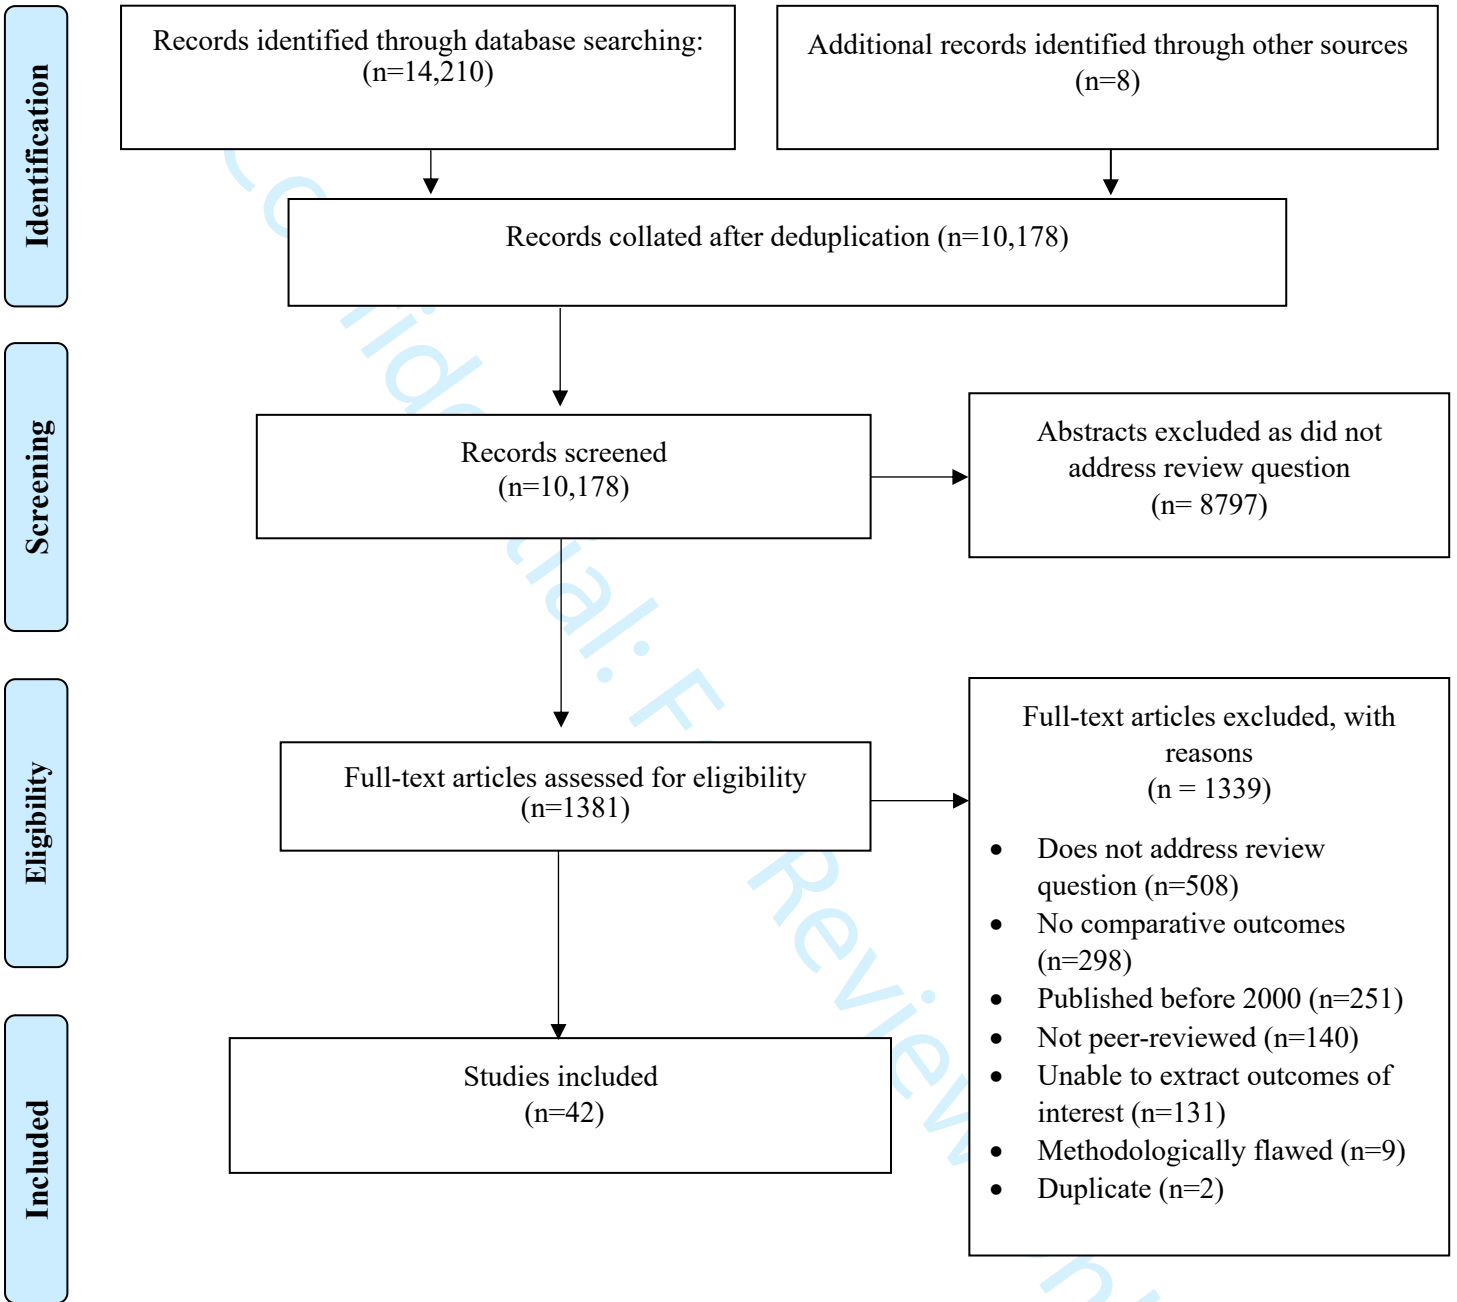 Identification
Records identified through database searching:
(n=14,210)
Additional records identified through other sources
(n=8)
Records collated after deduplication (n=10,178)
Screening
Records screened
(n=10,178)
Abstracts excluded as did not
address review question
(n= 8797)
Eligibility
Full-text articles assessed for eligibility
(n=1381)
Full-text articles excluded, with
reasons
(n = 1339)
• Does not address review
question (n=508)
• No comparative outcomes
(n=298)
• Published before 2000 (n=251)
• Not peer-reviewed (n=140)
• Unable to extract outcomes of
interest (n=131)
• Methodologically flawed (n=9)
• Duplicate (n=2)
Included
Studies included
(n=42)